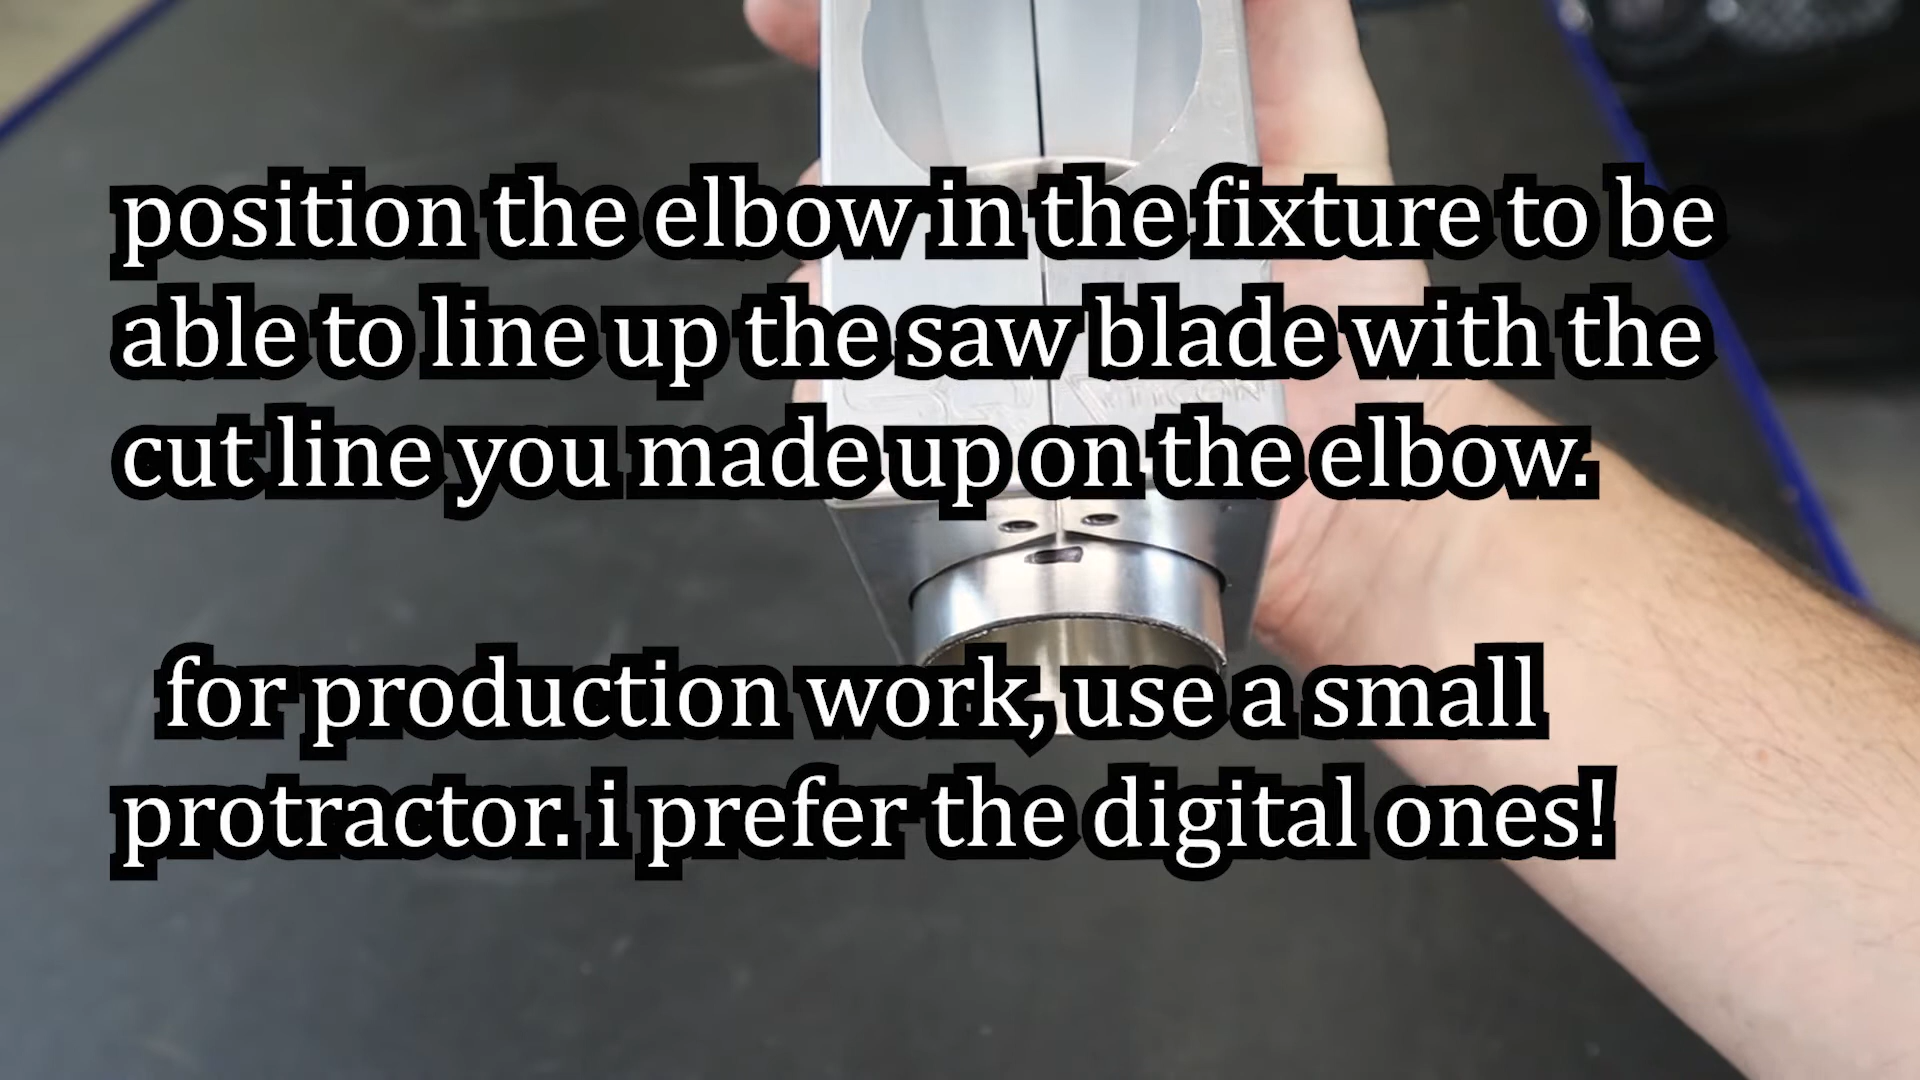 position the elbow in the fixture to be
able to line up the saw blade with the
cut line you made up on the elbow.
for production work, use a small
protractor. i prefer the digital ones!